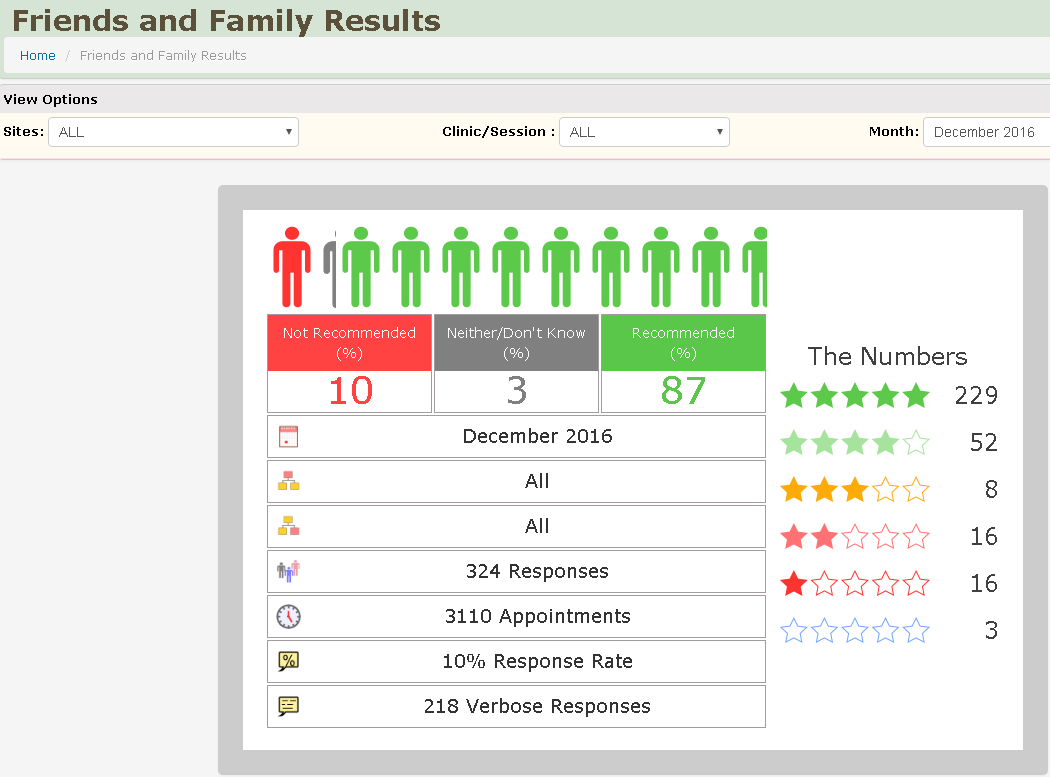 Friends and Family Results
Home / Friends and Family Results
View Options
Sites: ALL Clinic/Session : ALL Month: December 2016
Not Recommended
(%)
Neither/Don't Know
(%)
Recommended
(%)
10 3 87
The Numbers
229
December 2016
52
All
8
All
16
324 Responses
16
3110 Appointments
3
10% Response Rate
218 Verbose Responses